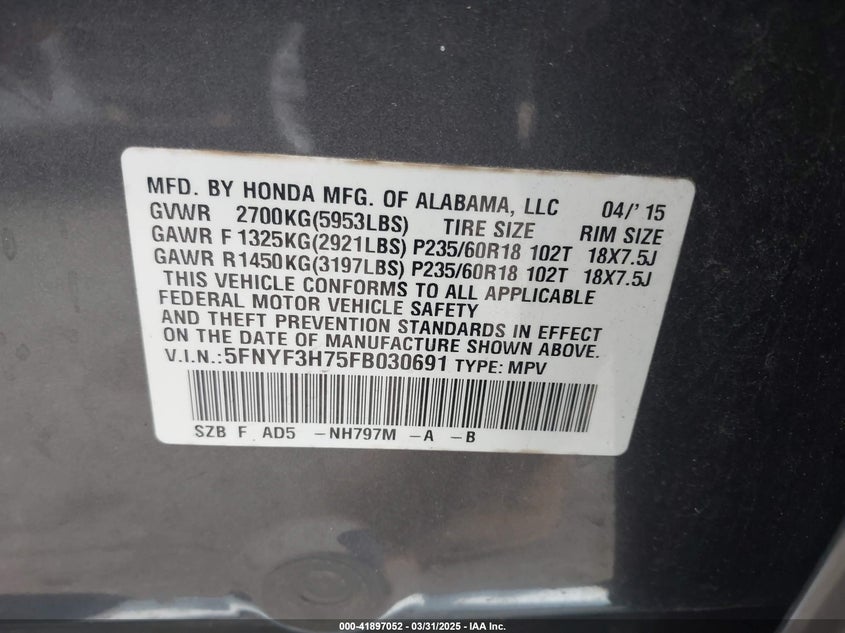 MFD. BY HONDA MFG. OF ALABAMA, LLC 04/' 15
GVWR 2700KG(5953LBS) TIRE SIZE RIM SIZE
GAWR F 1325KG(2921LBS) P235/60R18 102T 18X7.5J
GAWR R1450KG(3197LBS) P235/60R18 102T 18X7.5J
THIS VEHICLE CONFORMS TO ALL APPLICABLE
FEDERAL MOTOR VEHICLE SAFETY
AND THEFT PREVENTION STANDARDS IN EFFECT
ON THE DATE OF MANUFACTURE SHOWN ABOVE.
V.I.N.:5FNYF3H75FB030691 TYPE: MPV
SZB F AD5 -NH797M -A -B
000-41897052 — 03/31/2025 — IAA Inc.